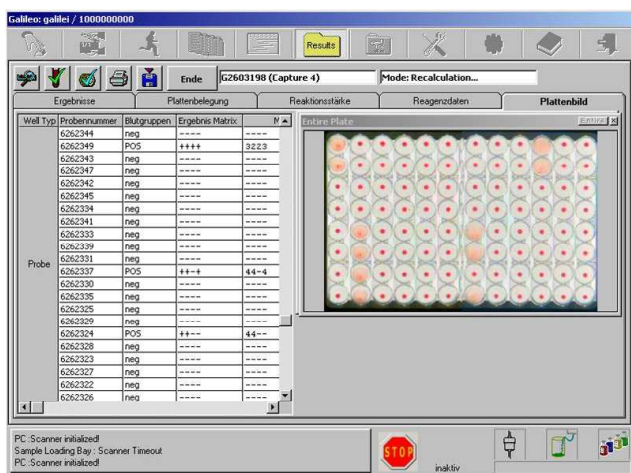 Galileo: galilei / 1000000000
Results
Ende G2603198 (Capture 4) Mode: Recalculation...
Ergebnisse Plattenbelegung Reaktionsstärke Reagenzdaten Plattenbild
Well Typ Probennummer Blutgruppen Ergebnis Matrix
Entire Plate
6262344 neg ---- ----
6262349 POS ++++ 3223
6262343 neg ---- ----
6262347 neg ---- ----
6262342 neg ---- ----
6262345 neg ---- ----
6262334 neg ---- ----
6262341 neg ---- ----
6262333 neg ---- ----
6262339 neg ---- ----
6262331 neg ---- ----
Probe
6262337 POS ++-+ 44-4
6262330 neg ---- ----
6262335 neg ---- ----
6262325 neg ---- ----
6262329 neg ---- ----
6262324 POS ++-- 44--
6262328 neg ---- ----
6262323 neg ---- ----
6262327 neg ---- ----
6262322 neg ---- ----
6262326 neg ---- ----
PC :Scanner initialized!
Sample Loading Bay : Scanner Timeout
PC :Scanner initialized!
STOP
inaktiv